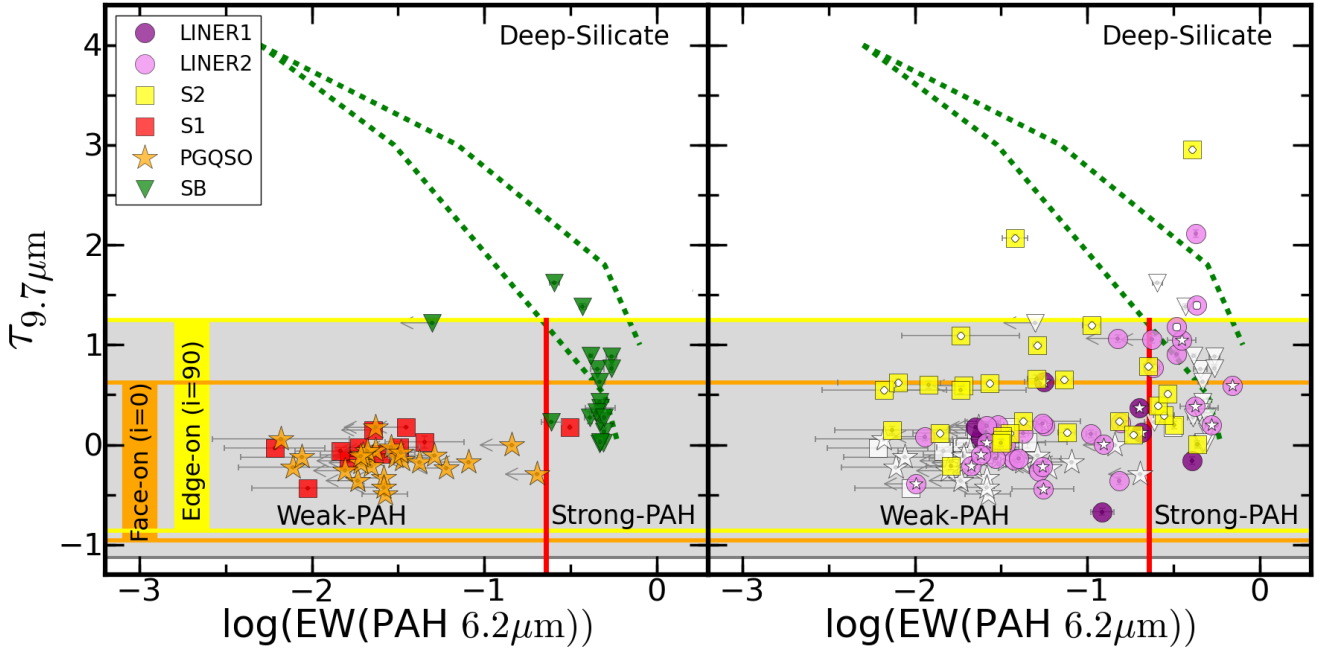 LINER1
LINER2
S2
S1
PGQSO
SB
Deep-Silicate
Deep-Silicate
4
3
2
1
0
−1
τ9.7μm
Face-on (i=0)
Edge-on (i=90)
Weak-PAH
Strong-PAH
Weak-PAH
Strong-PAH
−3 −2 −1 0
−3 −2 −1 0
log(EW(PAH 6.2μm))
log(EW(PAH 6.2μm))